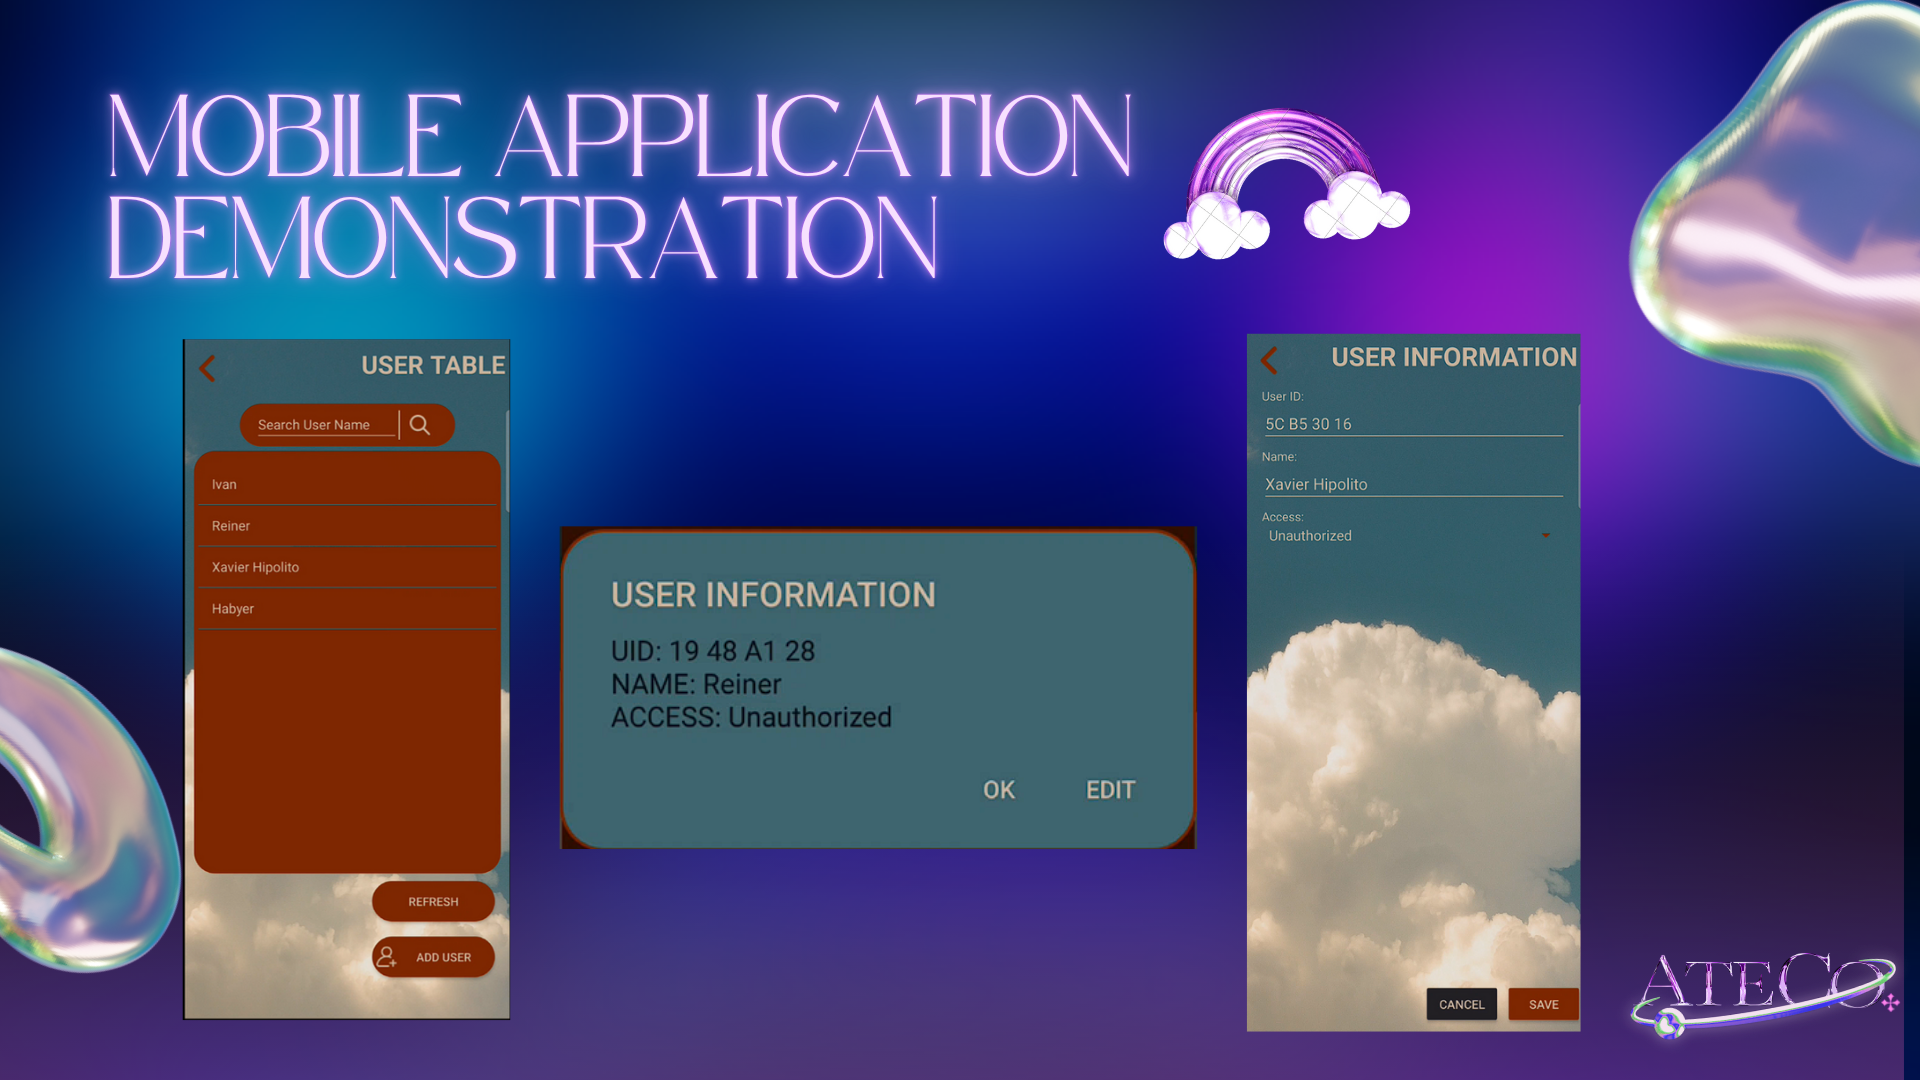 MOBILE APPLICATION
DEMONSTRATION
USER TABLE
Search User Name
Ivan
Reiner
Xavier Hipolito
Habyer
REFRESH
ADD USER
USER INFORMATION
UID: 19 48 A1 28
NAME: Reiner
ACCESS: Unauthorized
OK EDIT
USER INFORMATION
User ID:
5C B5 30 16
Name:
Xavier Hipolito
Access:
Unauthorized
CANCEL SAVE
ATECO